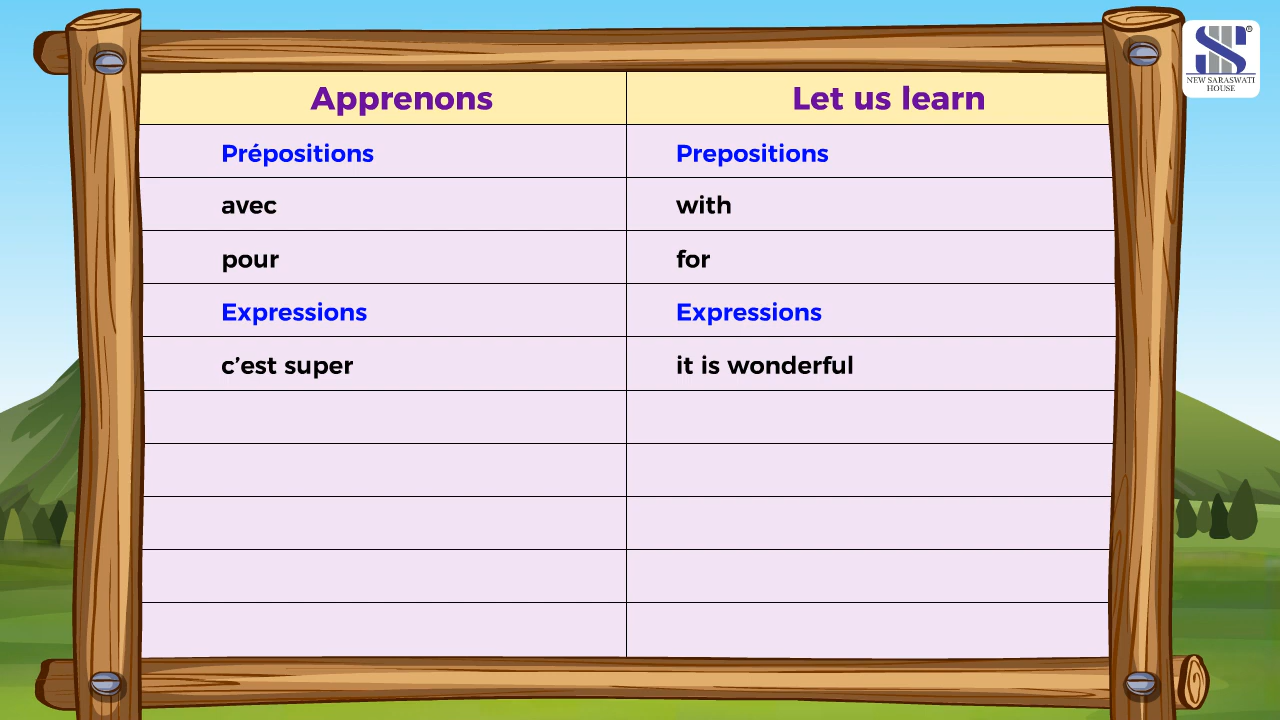 Apprenons Let us learn
Prépositions Prepositions
avec with
pour for
Expressions Expressions
c’est super it is wonderful
S ®
NEW SARASWATI
HOUSE